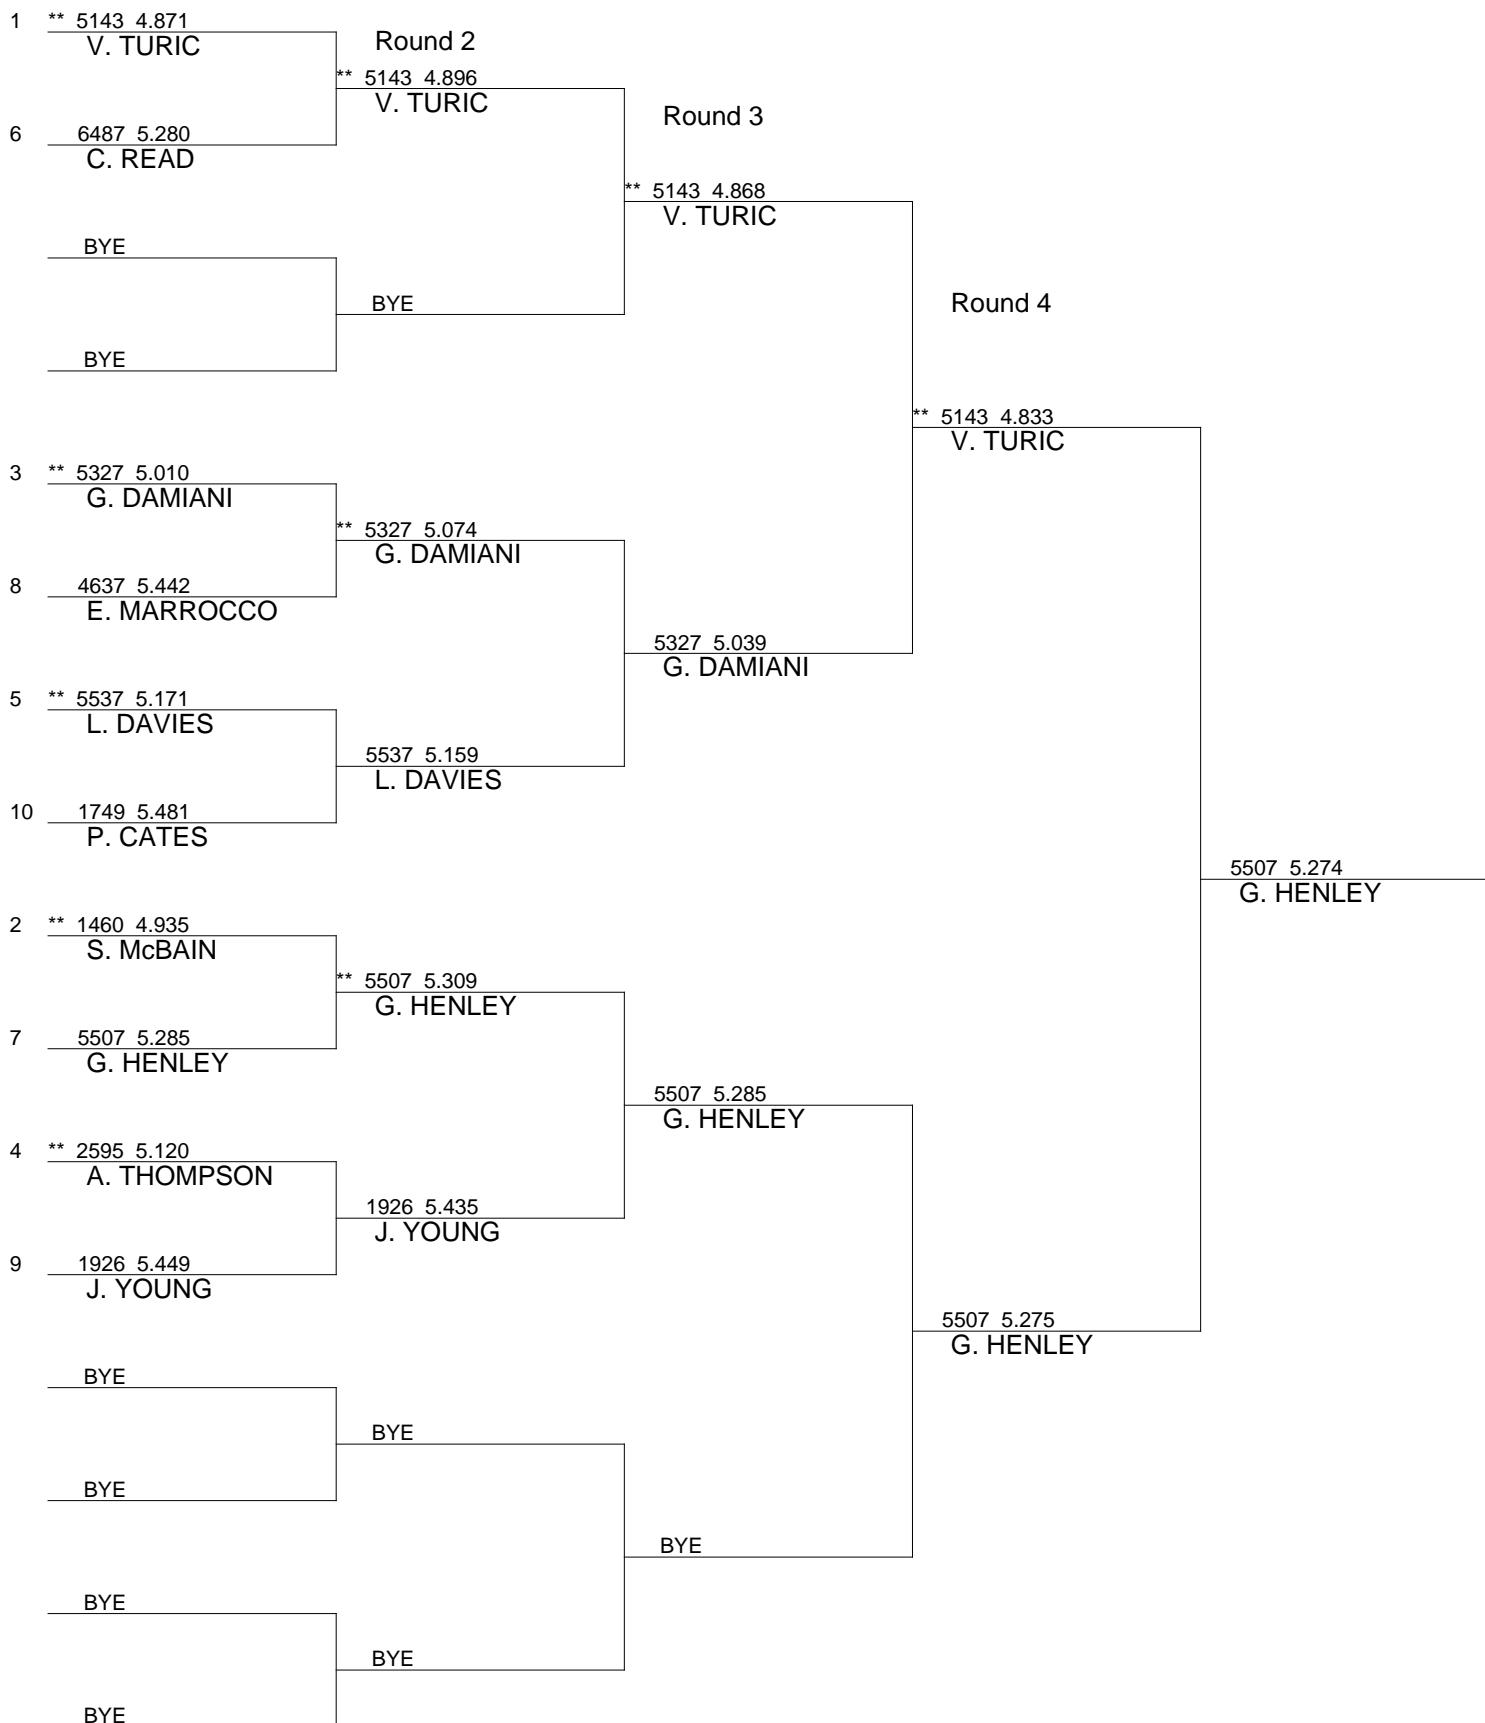 1 ** 5143 4.871
V. TURIC
Round 2
** 5143 4.896
V. TURIC
Round 3
6 6487 5.280
C. READ
** 5143 4.868
V. TURIC
BYE
BYE
Round 4
BYE
** 5143 4.833
V. TURIC
3 ** 5327 5.010
G. DAMIANI
** 5327 5.074
G. DAMIANI
8 4637 5.442
E. MARROCCO
5327 5.039
G. DAMIANI
5 ** 5537 5.171
L. DAVIES
5537 5.159
L. DAVIES
10 1749 5.481
P. CATES
5507 5.274
G. HENLEY
2 ** 1460 4.935
S. McBAIN
** 5507 5.309
G. HENLEY
7 5507 5.285
G. HENLEY
5507 5.285
G. HENLEY
4 ** 2595 5.120
A. THOMPSON
1926 5.435
J. YOUNG
9 1926 5.449
J. YOUNG
5507 5.275
G. HENLEY
BYE
BYE
BYE
BYE
BYE
BYE
BYE